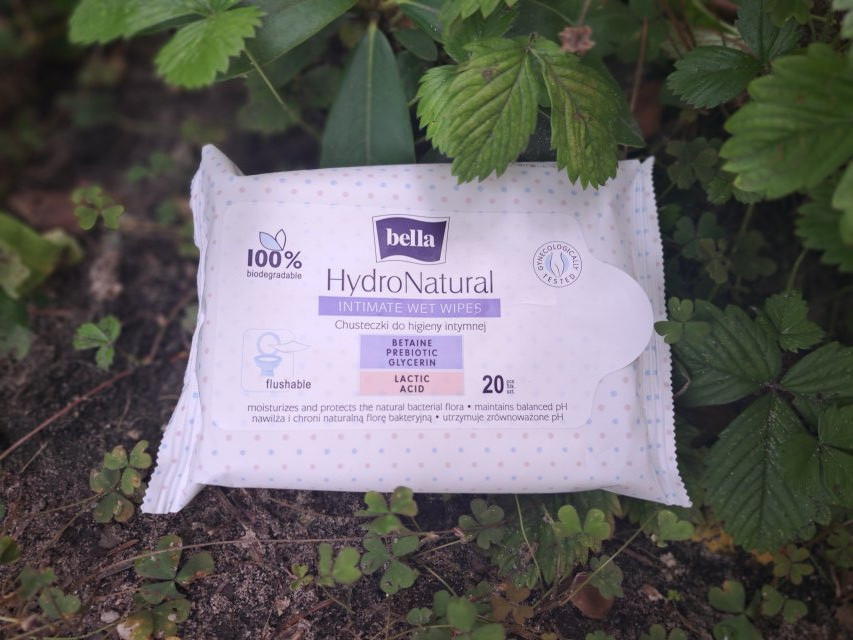 bella
100%
biodegradable
GYNECOLOGICALLY TESTED
HydroNatural
INTIMATE WET WIPES
Chusteczki do higieny intymnej
BETAINE
PREBIOTIC
GLYCERIN
LACTIC
ACID
flushable
20 pcs
szt.
moisturizes and protects the natural bacterial flora • maintains balanced pH
nawilża i chroni naturalną florę bakteryjną • utrzymuje zrównoważone pH